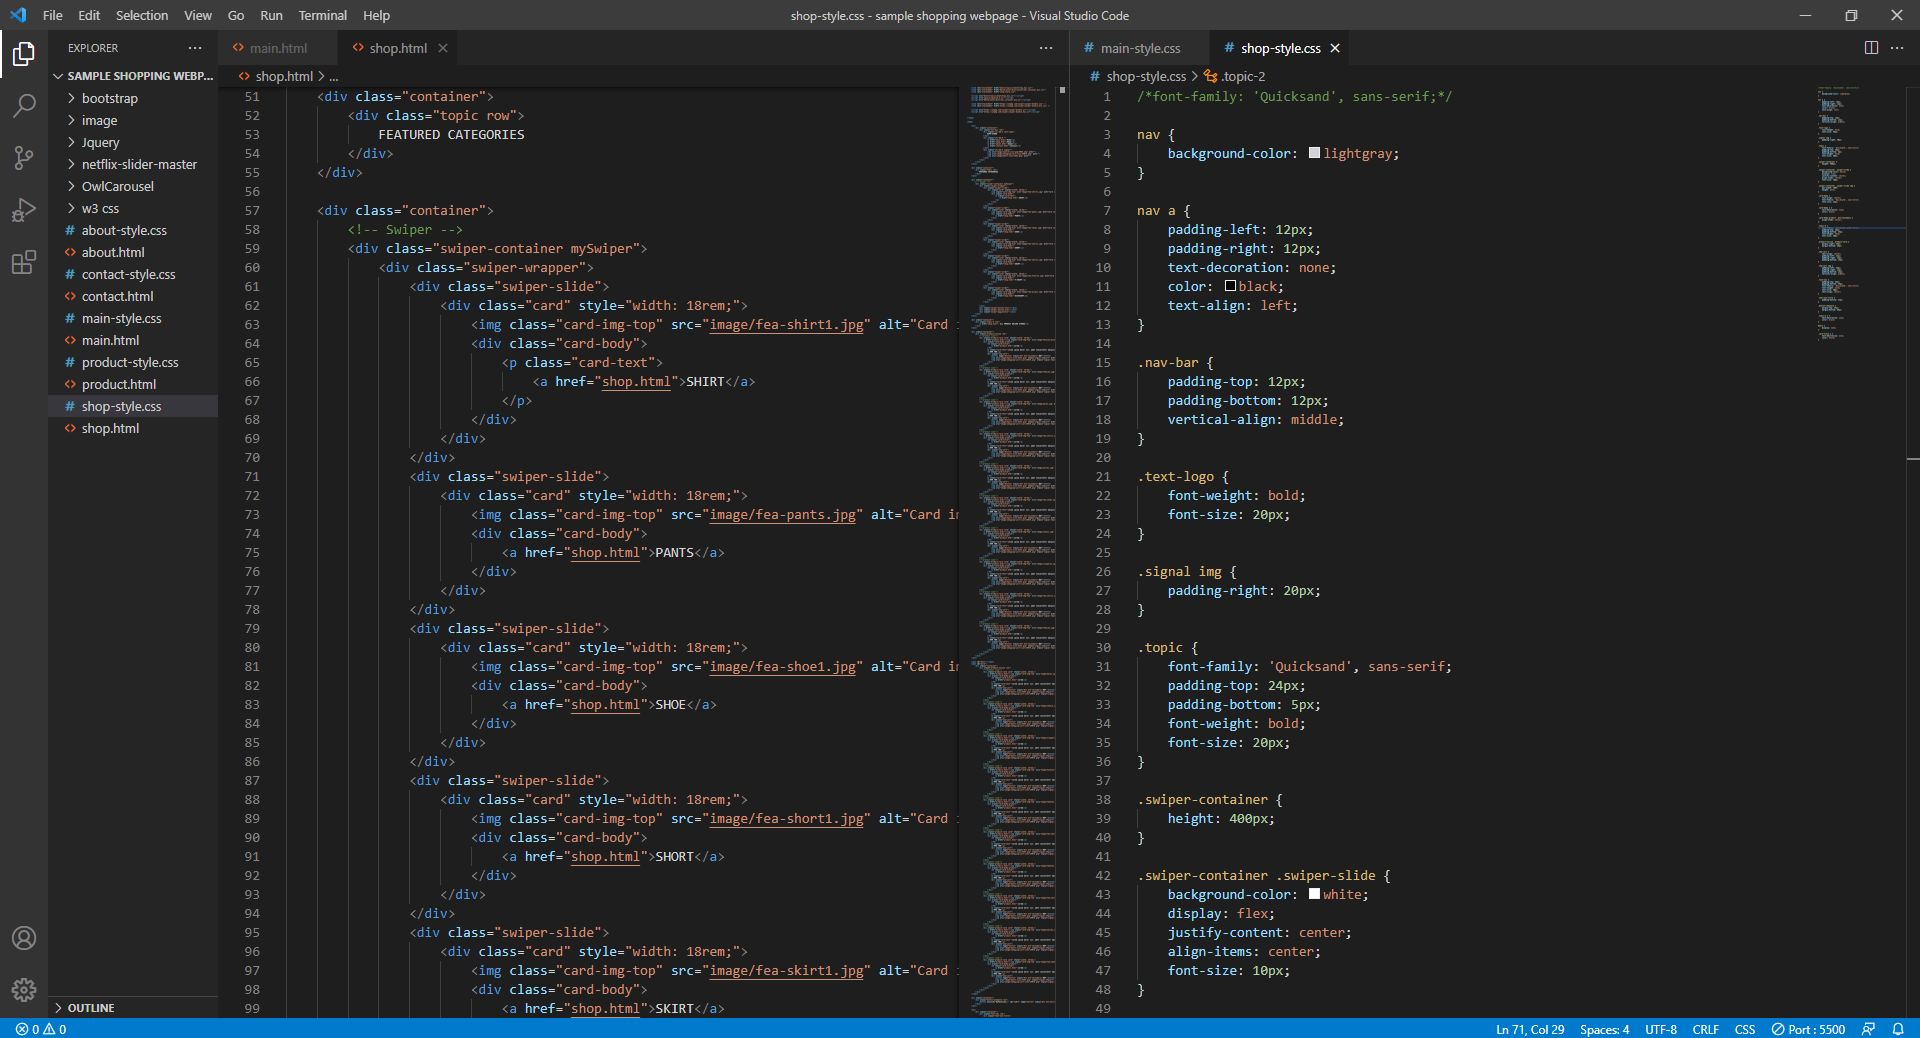 File Edit Selection View Go Run Terminal Help
shop-style.css - sample shopping webpage - Visual Studio Code
EXPLORER
SAMPLE SHOPPING WEBP...
bootstrap
image
Jquery
netflix-slider-master
OwlCarousel
w3 css
about-style.css
about.html
contact-style.css
contact.html
main-style.css
main.html
product-style.css
product.html
shop-style.css
shop.html
OUTLINE
main.html shop.html
shop.html > ...
51 <div class="container">
52 <div class="topic row">
53 FEATURED CATEGORIES
54 </div>
55 </div>
56
57 <div class="container">
58 <!-- Swiper -->
59 <div class="swiper-container mySwiper">
60 <div class="swiper-wrapper">
61 <div class="swiper-slide">
62 <div class="card" style="width: 18rem;">
63 <img class="card-img-top" src="image/fea-shirt1.jpg" alt="Card
64 <div class="card-body">
65 <p class="card-text">
66 <a href="shop.html">SHIRT</a>
67 </p>
68 </div>
69 </div>
70 </div>
71 <div class="swiper-slide">
72 <div class="card" style="width: 18rem;">
73 <img class="card-img-top" src="image/fea-pants.jpg" alt="Card
74 <div class="card-body">
75 <a href="shop.html">PANTS</a>
76 </div>
77 </div>
78 </div>
79 <div class="swiper-slide">
80 <div class="card" style="width: 18rem;">
81 <img class="card-img-top" src="image/fea-shoe1.jpg" alt="Card
82 <div class="card-body">
83 <a href="shop.html">SHOE</a>
84 </div>
85 </div>
86 </div>
87 <div class="swiper-slide">
88 <div class="card" style="width: 18rem;">
89 <img class="card-img-top" src="image/fea-short1.jpg" alt="Card
90 <div class="card-body">
91 <a href="shop.html">SHORT</a>
92 </div>
93 </div>
94 </div>
95 <div class="swiper-slide">
96 <div class="card" style="width: 18rem;">
97 <img class="card-img-top" src="image/fea-skirt1.jpg" alt="Card
98 <div class="card-body">
99 <a href="shop.html">SKIRT</a>
main-style.css shop-style.css
shop-style.css > .topic-2
1 /*font-family: 'Quicksand', sans-serif;*/
2
3 nav {
4 background-color: lightgray;
5 }
6
7 nav a {
8 padding-left: 12px;
9 padding-right: 12px;
10 text-decoration: none;
11 color: black;
12 text-align: left;
13 }
14
15 .nav-bar {
16 padding-top: 12px;
17 padding-bottom: 12px;
18 vertical-align: middle;
19 }
20
21 .text-logo {
22 font-weight: bold;
23 font-size: 20px;
24 }
25
26 .signal img {
27 padding-right: 20px;
28 }
29
30 .topic {
31 font-family: 'Quicksand', sans-serif;
32 padding-top: 24px;
33 padding-bottom: 5px;
34 font-weight: bold;
35 font-size: 20px;
36 }
37
38 .swiper-container {
39 height: 400px;
40 }
41
42 .swiper-container .swiper-slide {
43 background-color: white;
44 display: flex;
45 justify-content: center;
46 align-items: center;
47 font-size: 10px;
48 }
49
0 0
Ln 71, Col 29 Spaces: 4 UTF-8 CRLF CSS Port : 5500